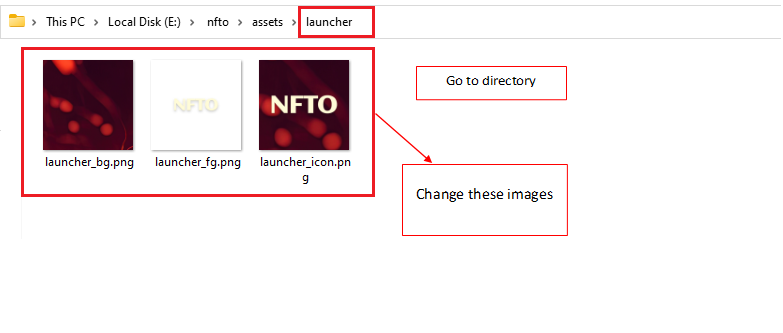 This PC > Local Disk (E:) > nfto > assets > launcher
Go to directory
NFTO
NFTO
launcher_bg.png
launcher_fg.png
launcher_icon.pn
g
Change these images